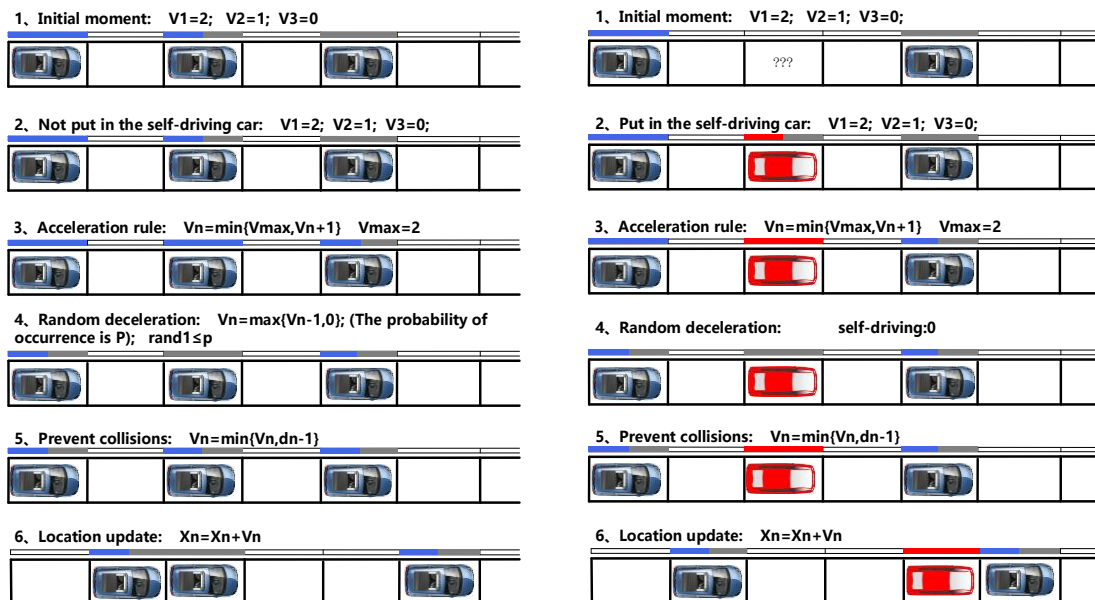 1、Initial moment: V1=2; V2=1; V3=0
2、Not put in the self-driving car: V1=2; V2=1; V3=0;
3、Acceleration rule: Vn=min{Vmax,Vn+1} Vmax=2
4、Random deceleration: Vn=max{Vn-1,0}; (The probability of
occurrence is P); rand1≤p
5、Prevent collisions: Vn=min{Vn,dn-1}
6、Location update: Xn=Xn+Vn
1、Initial moment: V1=2; V2=1; V3=0;
???
2、Put in the self-driving car: V1=2; V2=1; V3=0;
3、Acceleration rule: Vn=min{Vmax,Vn+1} Vmax=2
4、Random deceleration: self-driving:0
5、Prevent collisions: Vn=min{Vn,dn-1}
6、Location update: Xn=Xn+Vn